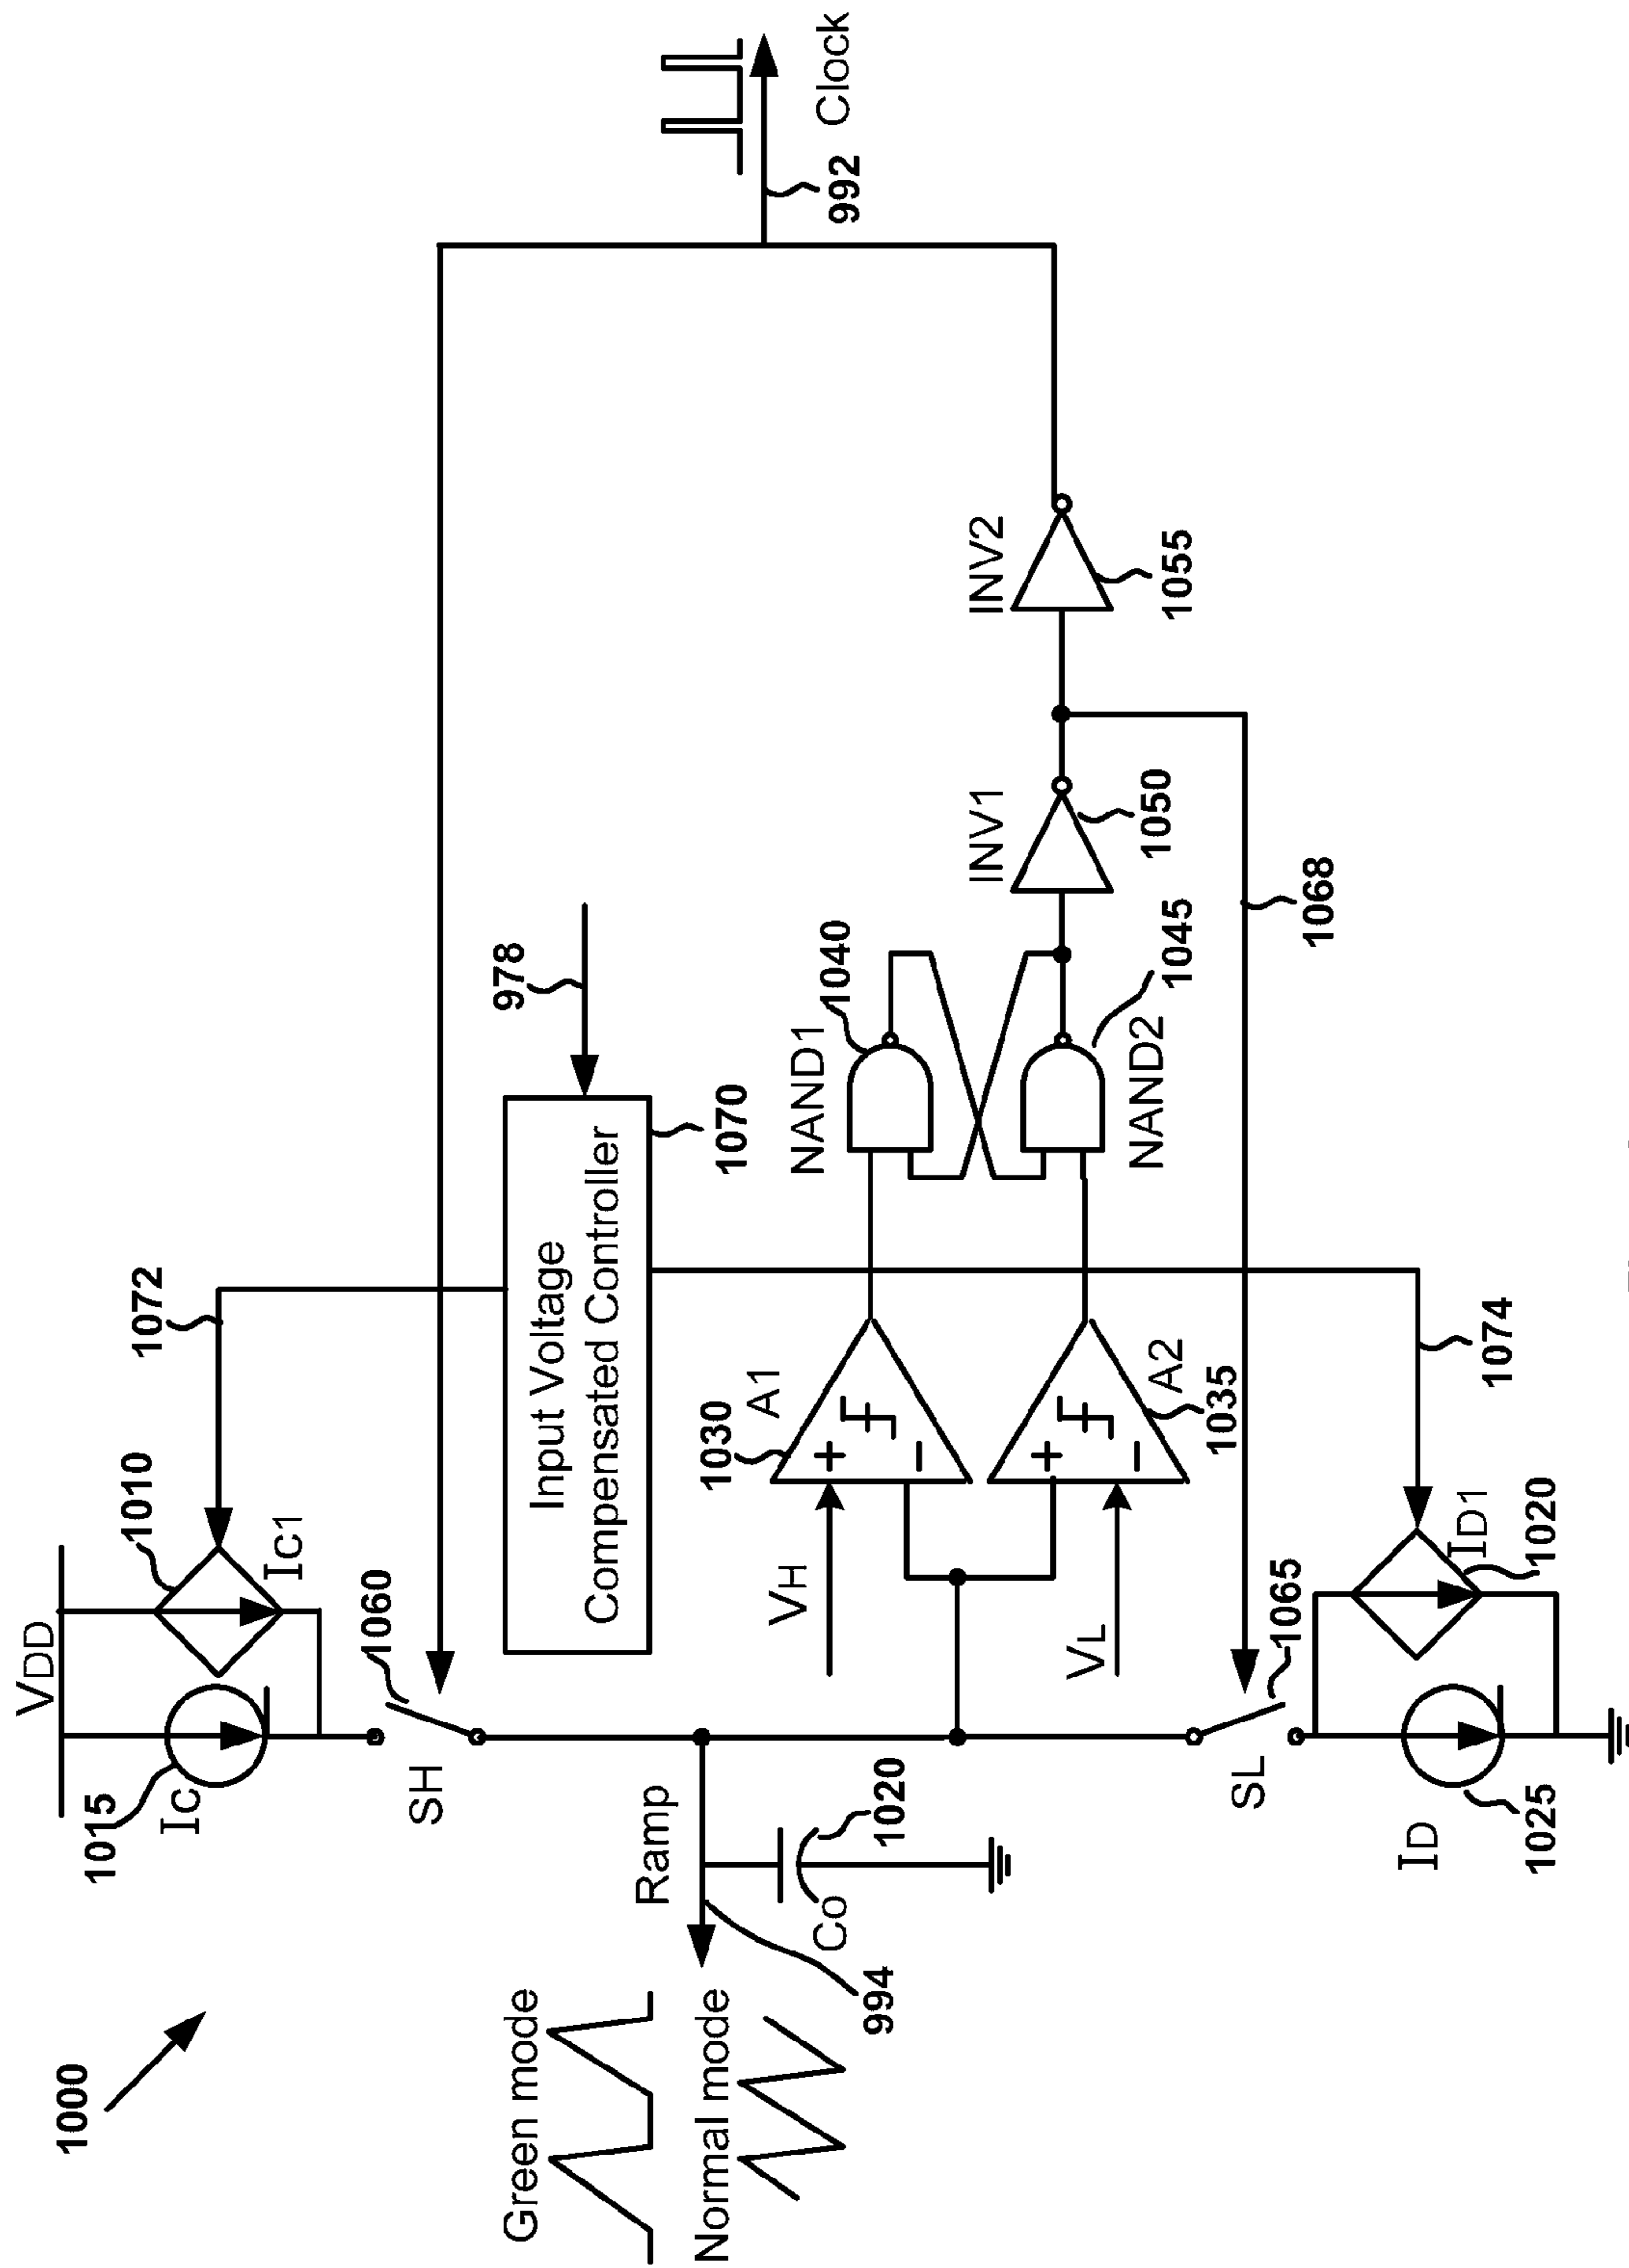 1000
VDD
1015
Ic
1010
Ic1
1072
1060
SH
Input Voltage
Compensated Controller
1070
978
Clock
992
Green mode
Normal mode
Ramp
994
Co
1020
VH
VL
1030
A1
A2
1035
NAND1
1040
NAND2
1045
INV1
1050
INV2
1055
1068
SL
1065
ID
1025
ID1
1020
1074